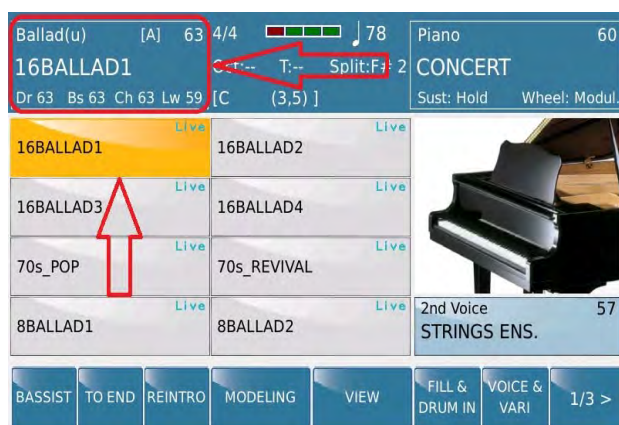 Ballad(u) [A] 63
16BALLAD1
Dr 63 Bs 63 Ch 63 Lw 59
4/4 78
T:-- Split:F# 2
[C (3,5) ]
Piano 60
CONCERT
Sust: Hold Wheel: Modul.
Live
16BALLAD1
Live
16BALLAD2
Live
16BALLAD3
Live
16BALLAD4
Live
70s_POP
Live
70s_REVIVAL
Live
8BALLAD1
Live
8BALLAD2
2nd Voice 57
STRINGS ENS.
BASSIST
TO END
REINTRO
MODELING
VIEW
FILL &
DRUM IN
VOICE &
VARI
1/3 >